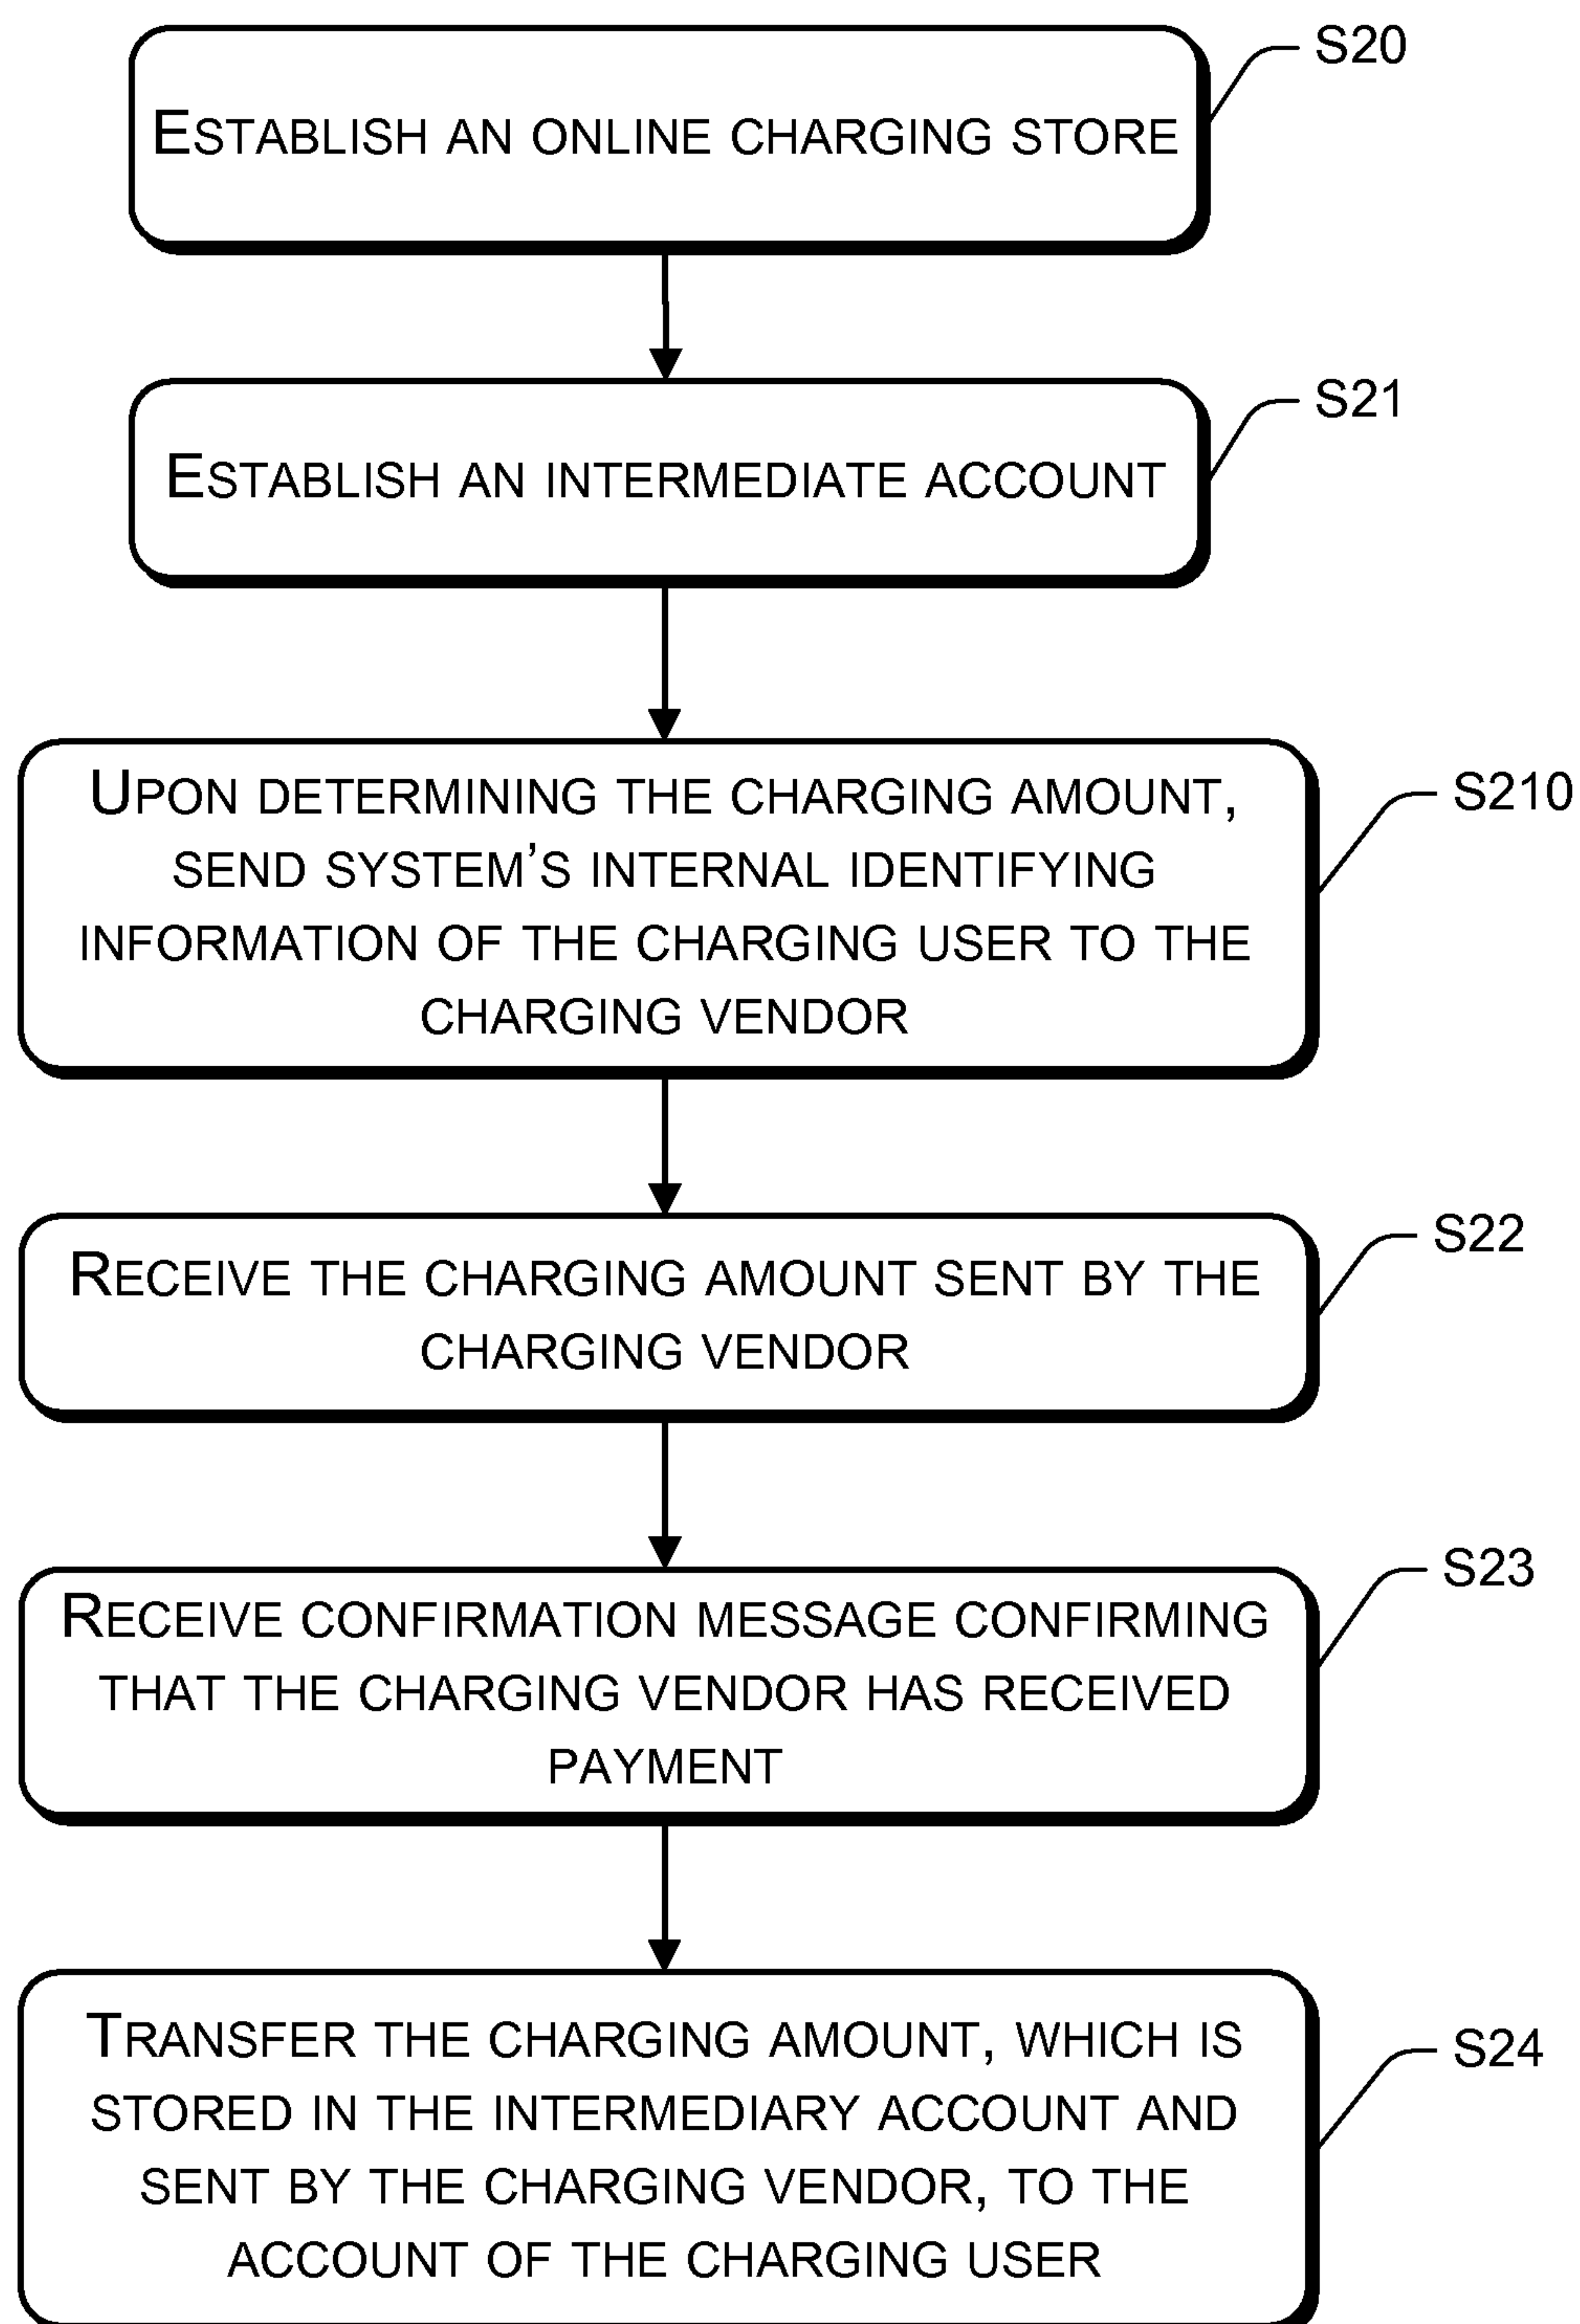 S20
ESTABLISH AN ONLINE CHARGING STORE
S21
ESTABLISH AN INTERMEDIATE ACCOUNT
S210
UPON DETERMINING THE CHARGING AMOUNT,
SEND SYSTEM'S INTERNAL IDENTIFYING
INFORMATION OF THE CHARGING USER TO THE
CHARGING VENDOR
S22
RECEIVE THE CHARGING AMOUNT SENT BY THE
CHARGING VENDOR
S23
RECEIVE CONFIRMATION MESSAGE CONFIRMING
THAT THE CHARGING VENDOR HAS RECEIVED
PAYMENT
S24
TRANSFER THE CHARGING AMOUNT, WHICH IS
STORED IN THE INTERMEDIARY ACCOUNT AND
SENT BY THE CHARGING VENDOR, TO THE
ACCOUNT OF THE CHARGING USER